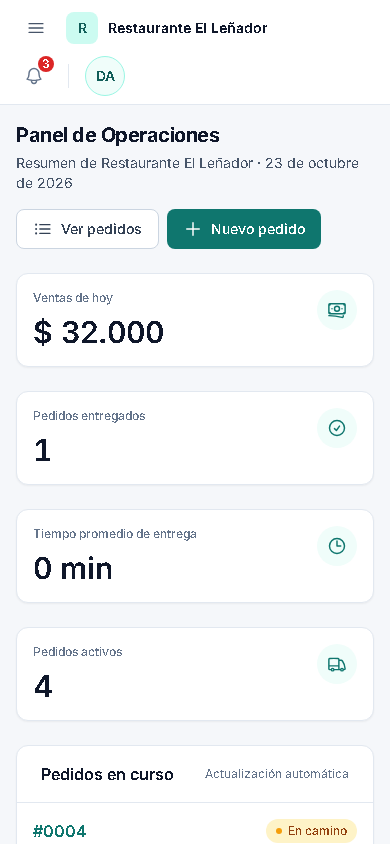 R Restaurante El Leñador
3
DA
Panel de Operaciones
Resumen de Restaurante El Leñador · 23 de octubre
de 2026
Ver pedidos
Nuevo pedido
Ventas de hoy
$ 32.000
Pedidos entregados
1
Tiempo promedio de entrega
0 min
Pedidos activos
4
Pedidos en curso Actualización automática
#0004 En camino